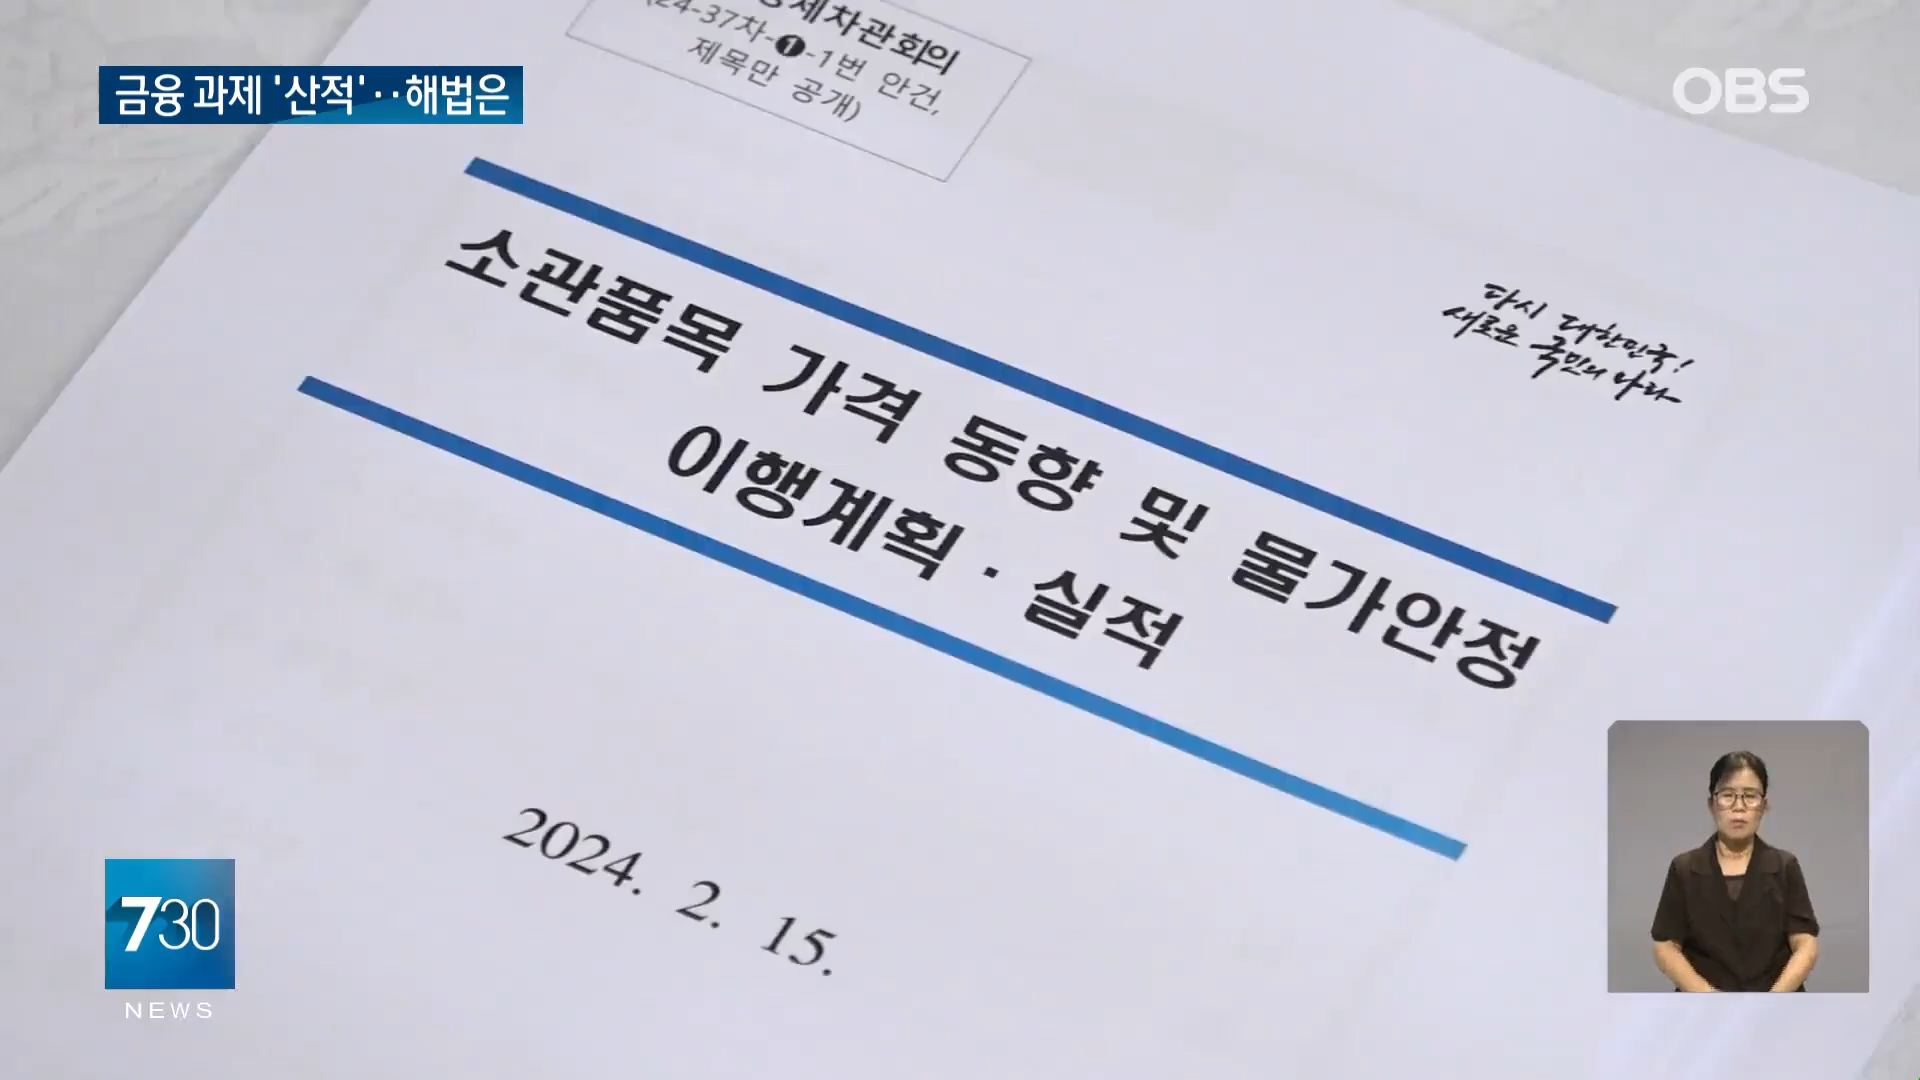 금융 과제 '산적'‥해법은
OBS
제차관회의
(24-37차-❶-1번 안건,
제목만 공개)
다시 대한민국!
새로운 국민의 나라
소관품목 가격 동향 및 물가안정
이행계획·실적
2024. 2. 15.
730
NEWS